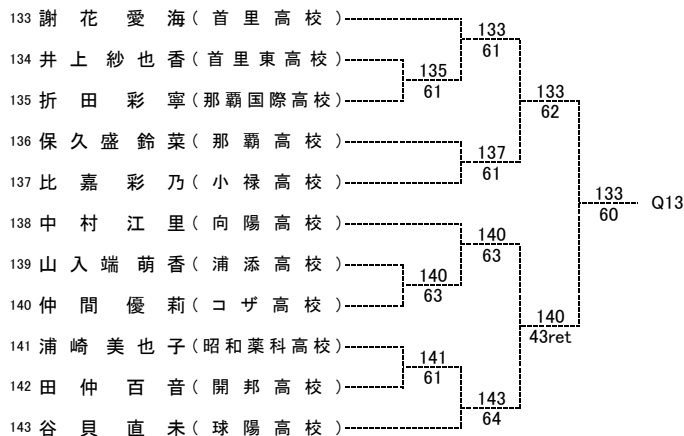 133 謝花愛海(首里高校)
133
61
134 井上紗也香(首里東高校)
135
61
133
62
135 折田彩寧(那覇国際高校)
136 保久盛鈴菜(那覇高校)
137
61
137 比嘉彩乃(小禄高校)
133
60
Q13
138 中村江里(向陽高校)
140
63
139 山入端萌香(浦添高校)
140
63
140 仲間優莉(コザ高校)
140
43ret
141 浦崎美也子(昭和薬科高校)
141
61
142 田仲百音(開邦高校)
143
64
143 谷貝直未(球陽高校)